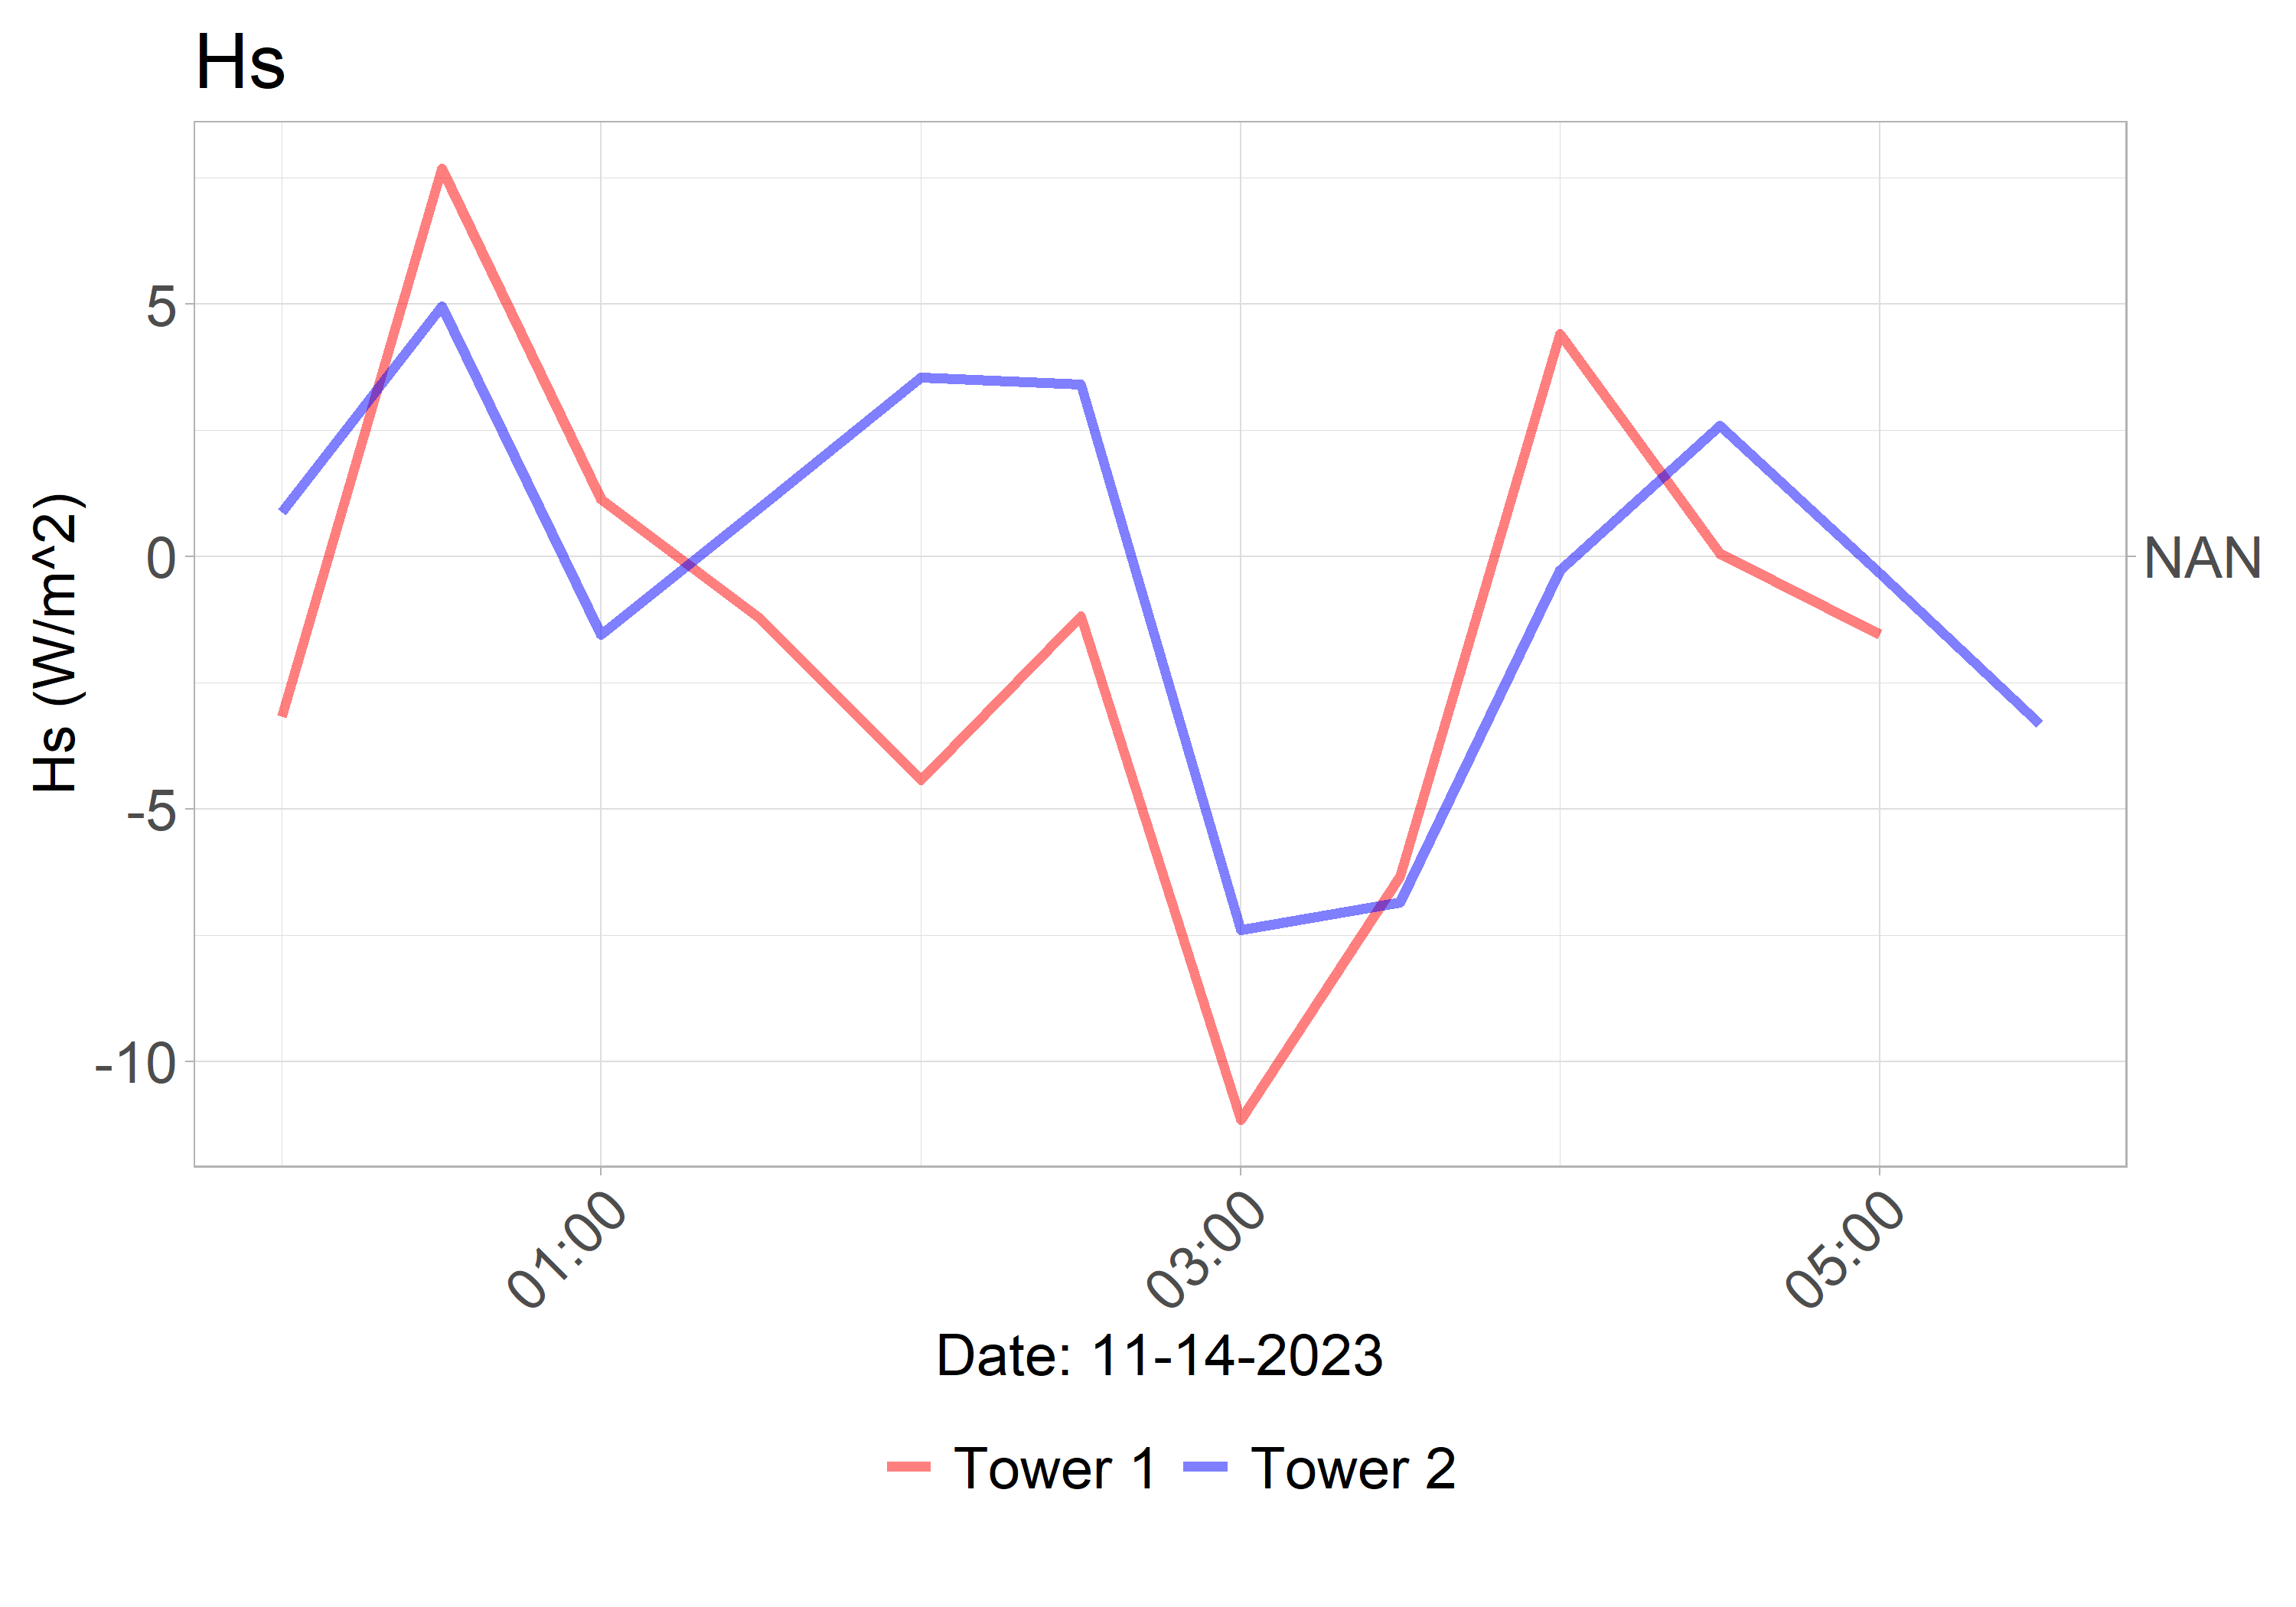 Hs
Hs (W/m^2)
5
0
-5
-10
NAN
01:00
03:00
05:00
Date: 11-14-2023
Tower 1
Tower 2